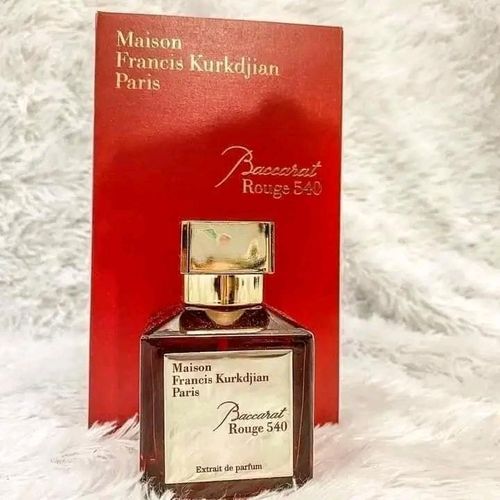 Maison
Francis Kurkdjian
Paris
Baccarat
Rouge 540
Maison
Francis Kurkdjian
Paris
Baccarat
Rouge 540
Extrait de parfum